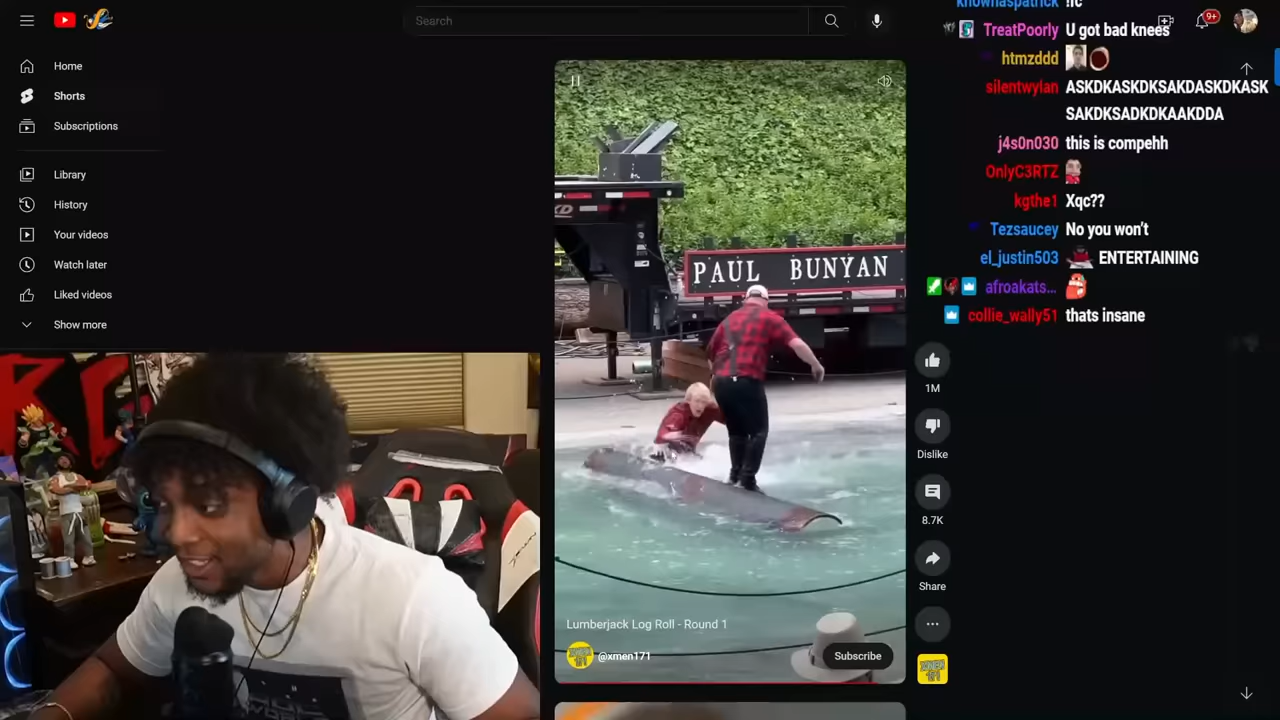 Search
9+
Home
Shorts
Subscriptions
Library
History
Your videos
Watch later
Liked videos
Show more
PAUL BUNYAN
Lumberjack Log Roll - Round 1
@xmen171
Subscribe
1M
Dislike
8.7K
Share
knownaspatrick !lc
TreatPoorly U got bad knees
htmzddd
silentwylan ASKDKASKDKSAKDASKDKASK
SAKDKSADKDKAAKDDA
j4s0n030 this is compehh
OnlyC3RTZ
kgthe1 Xqc??
Tezsaucey No you won't
el_justin503 ENTERTAINING
afroakats...
collie_wally51 thats insane